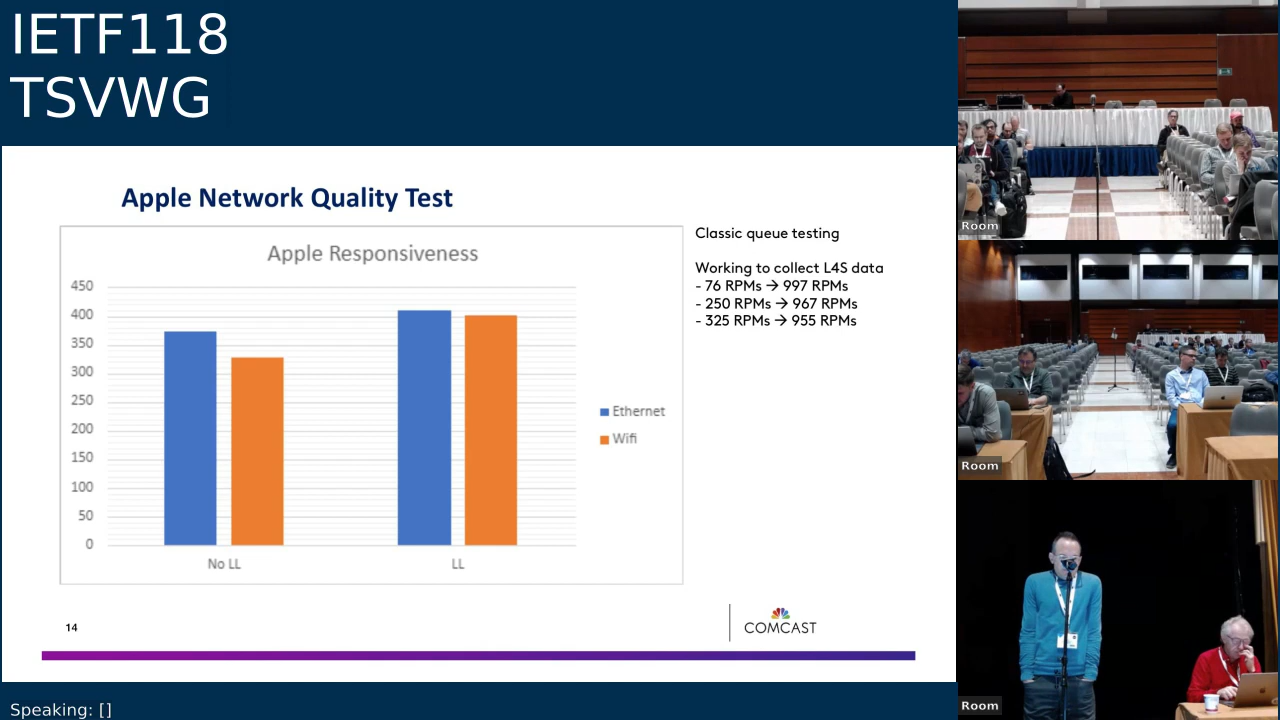 IETF118
TSVWG
Apple Network Quality Test
Apple Responsiveness
450
400
350
300
250
200
150
100
50
0
No LL
LL
Ethernet
Wifi
Classic queue testing
Working to collect L4S data
- 76 RPMs → 997 RPMs
- 250 RPMs → 967 RPMs
- 325 RPMs → 955 RPMs
14
COMCAST
Speaking: []
Room
Room
Room